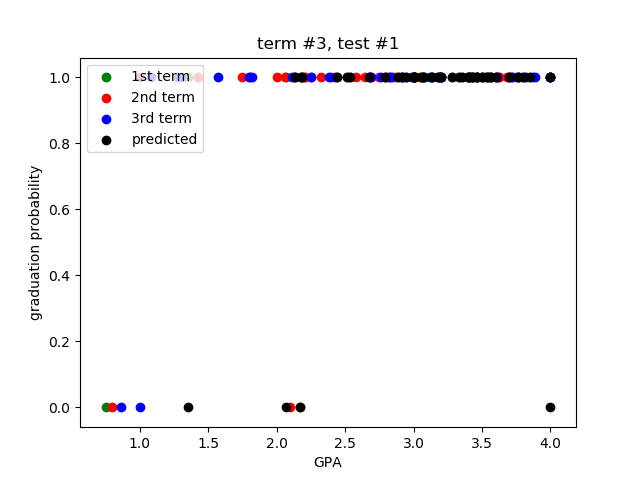 term #3, test #1
1st term
2nd term
3rd term
predicted
graduation probability
1.0
0.8
0.6
0.4
0.2
0.0
1.0 1.5 2.0 2.5 3.0 3.5 4.0
GPA